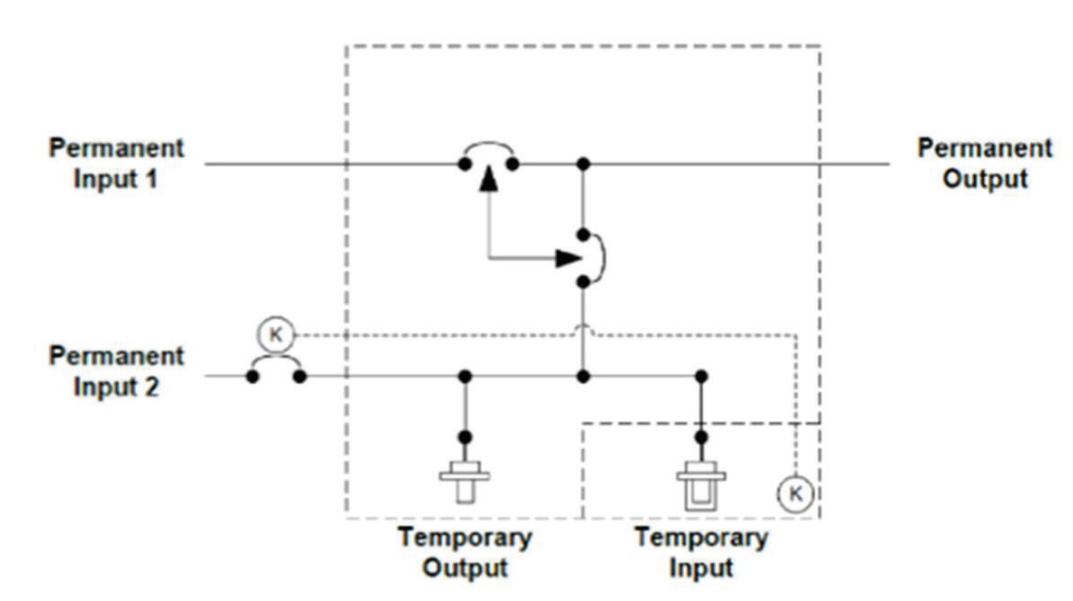 Permanent
Input 1
Permanent
Output
K
Permanent
Input 2
K
Temporary
Output
Temporary
Input